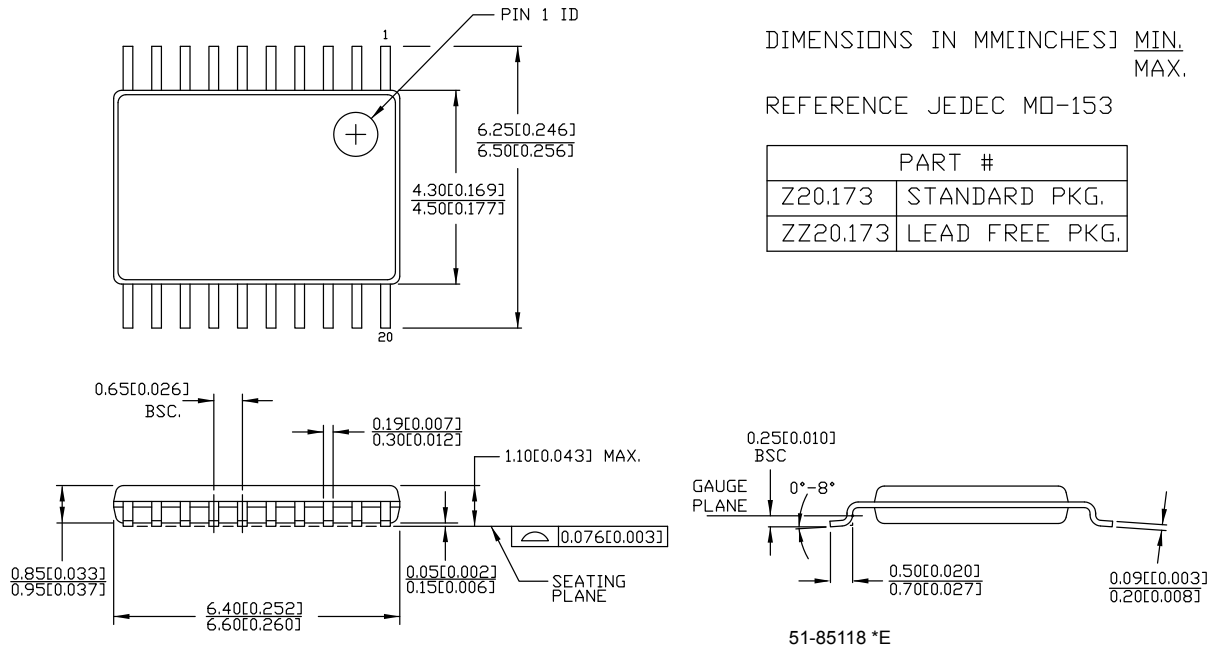 PIN 1 ID
1
6.25[0.246]
6.50[0.256]
4.30[0.169]
4.50[0.177]
20
DIMENSIONS IN MM[INCHES] MIN.
MAX.
REFERENCE JEDEC MO-153
PART #
Z20.173 STANDARD PKG.
ZZ20.173 LEAD FREE PKG.
0.65[0.026]
BSC.
0.19[0.007]
0.30[0.012]
1.10[0.043] MAX.
0.076[0.003]
0.85[0.033]
0.95[0.037]
0.05[0.002]
0.15[0.006]
SEATING
PLANE
6.40[0.252]
6.60[0.260]
0.25[0.010]
BSC
GAUGE
PLANE
0°-8°
0.50[0.020]
0.70[0.027]
0.09[[0.003]
0.20[0.008]
51-85118 *E